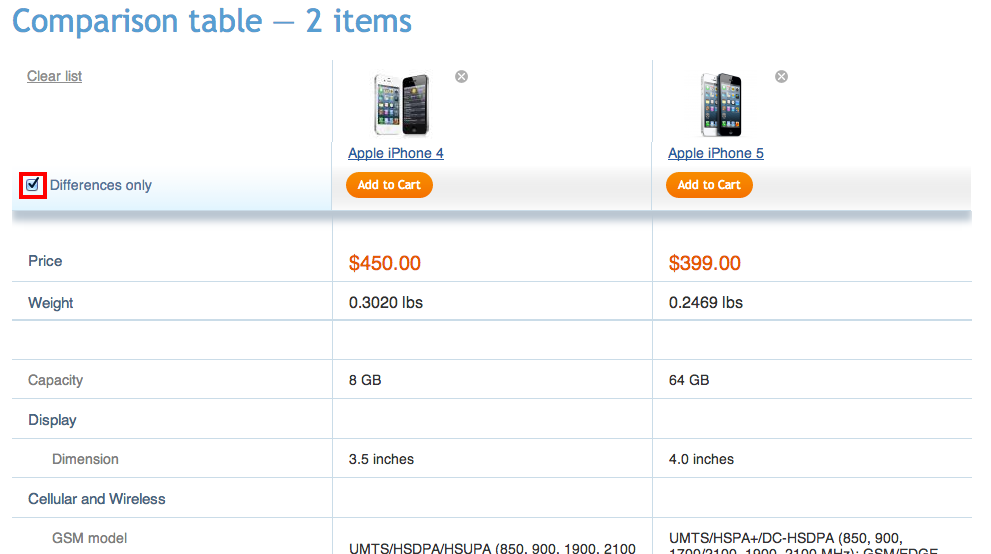 Comparison table — 2 items
Clear list
Apple iPhone 4
Apple iPhone 5
Differences only
Add to Cart
Add to Cart
Price
$450.00
$399.00
Weight
0.3020 lbs
0.2469 lbs
Capacity
8 GB
64 GB
Display
Dimension
3.5 inches
4.0 inches
Cellular and Wireless
GSM model
UMTS/HSDPA/HSUPA (850, 900, 1900, 2100
UMTS/HSPA+/DC-HSDPA (850, 900,
1700/2100, 1900, 2100 MHz); GSM/EDGE